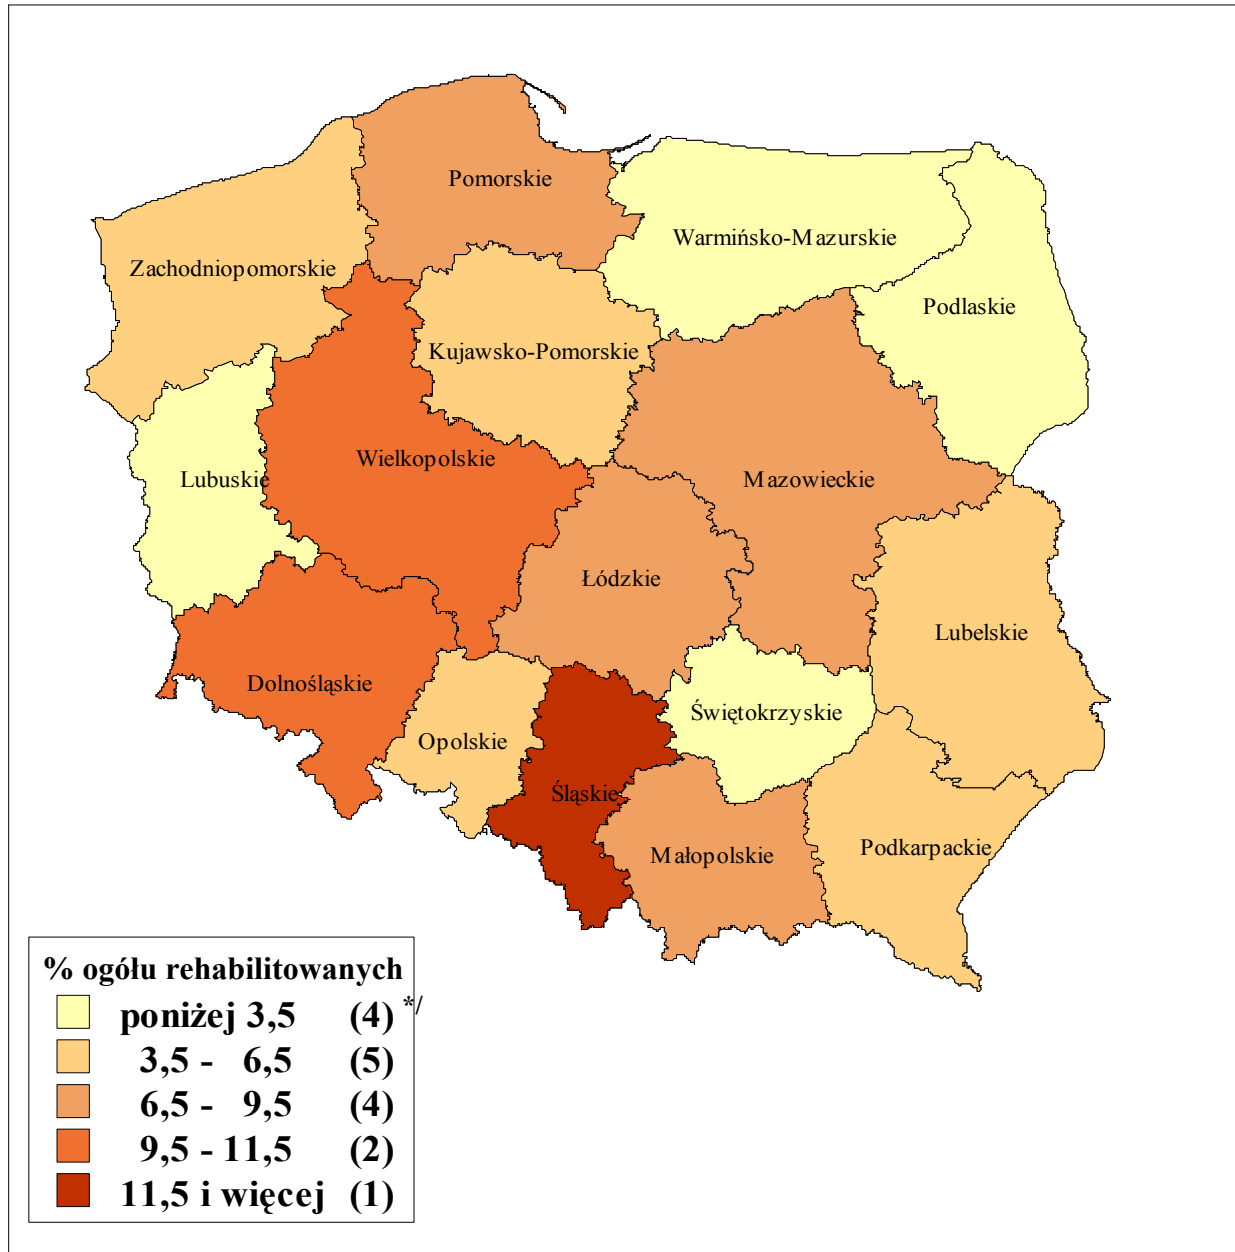 Pomorskie
Warmińsko-Mazurskie
Zachodniopomorskie
Podlaskie
Kujawsko-Pomorskie
Wielkopolskie
Lubuskie
Mazowieckie
Łódzkie
Lubelskie
Dolnośląskie
Świętokrzyskie
Opolskie
Śląskie
Małopolskie
Podkarpackie
% ogółu rehabilitowanych
poniżej 3,5 (4) */
3,5 - 6,5 (5)
6,5 - 9,5 (4)
9,5 - 11,5 (2)
11,5 i więcej (1)